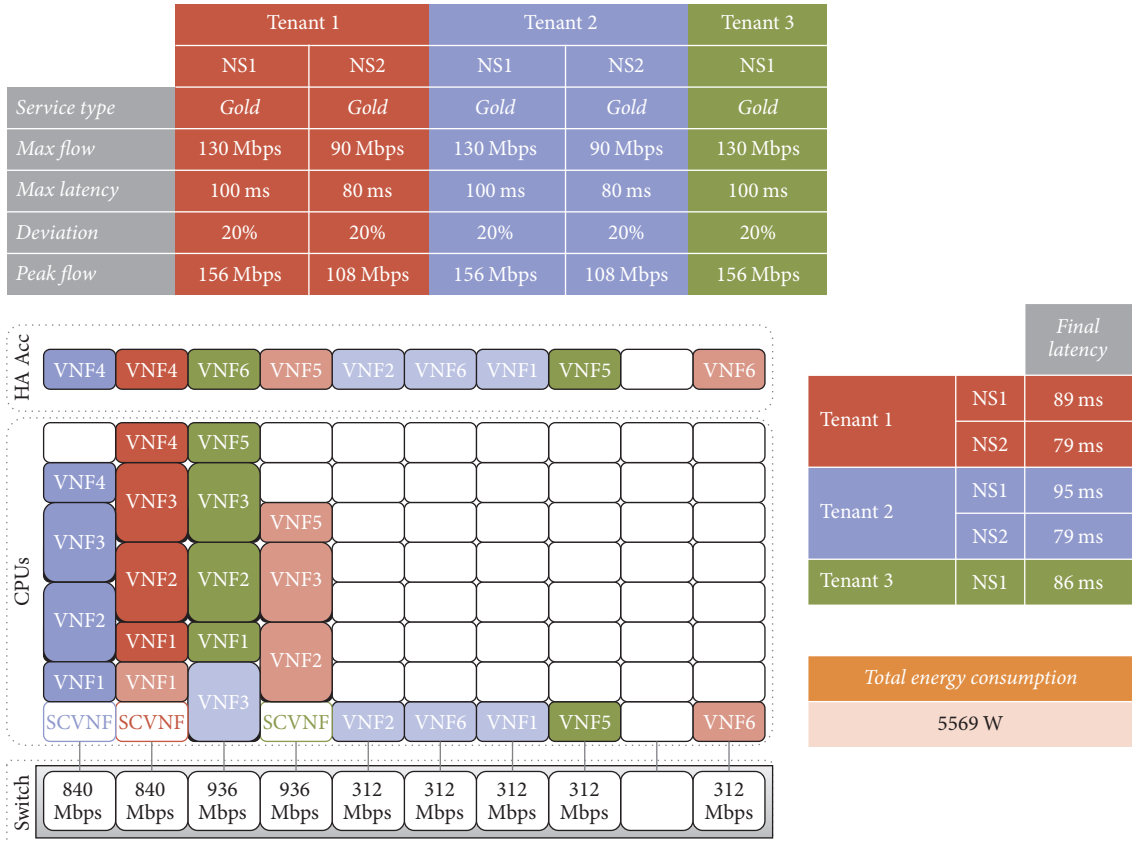 Tenant 1 Tenant 2 Tenant 3
NS1 NS2 NS1 NS2 NS1
Service type Gold Gold Gold Gold Gold
Max flow 130 Mbps 90 Mbps 130 Mbps 90 Mbps 130 Mbps
Max latency 100 ms 80 ms 100 ms 80 ms 100 ms
Deviation 20% 20% 20% 20% 20%
Peak flow 156 Mbps 108 Mbps 156 Mbps 108 Mbps 156 Mbps
HA Acc
VNF4 VNF4 VNF6 VNF5 VNF2 VNF6 VNF1 VNF5 VNF6
CPUs
VNF4 VNF5
VNF4
VNF3 VNF3
VNF5
VNF3
VNF2 VNF2 VNF3
VNF2
VNF1 VNF1
VNF2
VNF1 VNF1
VNF3
SCVNF SCVNF SCVNF VNF2 VNF6 VNF1 VNF5 VNF6
Switch
840 840 936 936 312 312 312 312 312
Mbps Mbps Mbps Mbps Mbps Mbps Mbps Mbps Mbps
Final
latency
Tenant 1
NS1 89 ms
NS2 79 ms
Tenant 2
NS1 95 ms
NS2 79 ms
Tenant 3 NS1 86 ms
Total energy consumption
5569 W